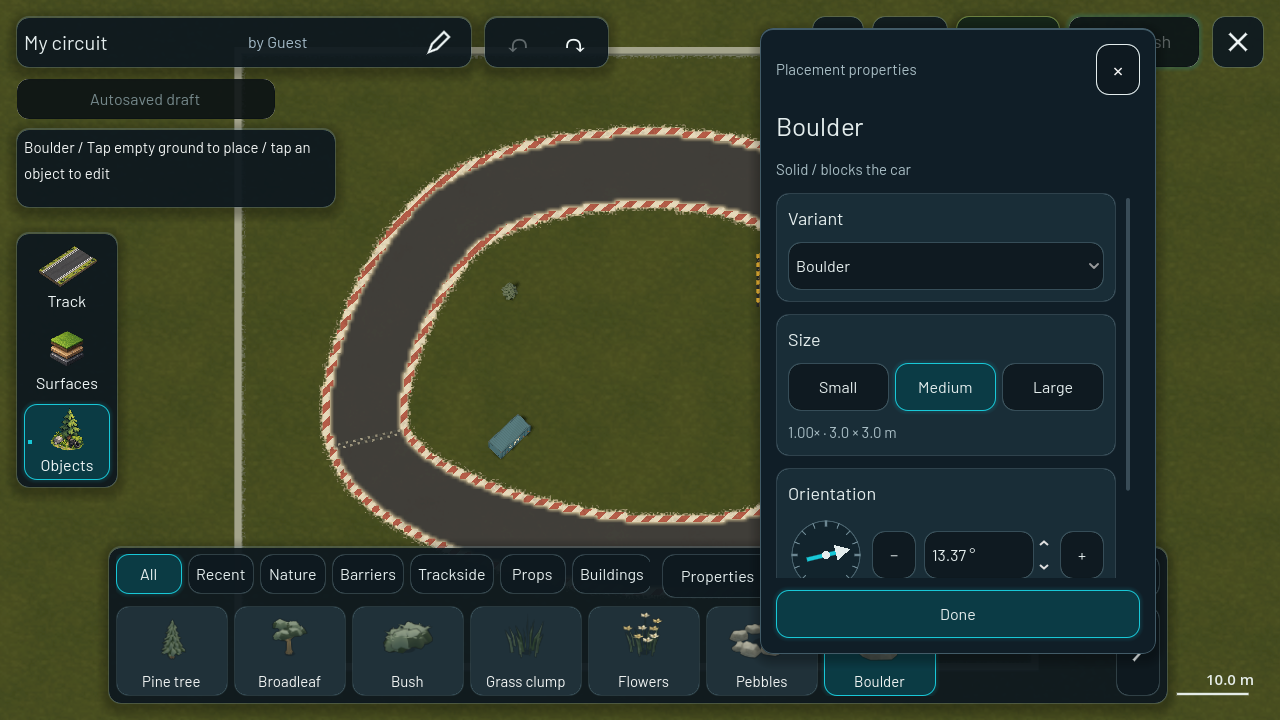 My circuit
by Guest
Autosaved draft
Boulder / Tap empty ground to place / tap an
object to edit
Track
Surfaces
Objects
Placement properties
×
Boulder
Solid / blocks the car
Variant
Boulder
Size
Small
Medium
Large
1.00× · 3.0 × 3.0 m
Orientation
−
13.37 °
+
Done
All
Recent
Nature
Barriers
Trackside
Props
Buildings
Properties
Pine tree
Broadleaf
Bush
Grass clump
Flowers
Pebbles
Boulder
10.0 m